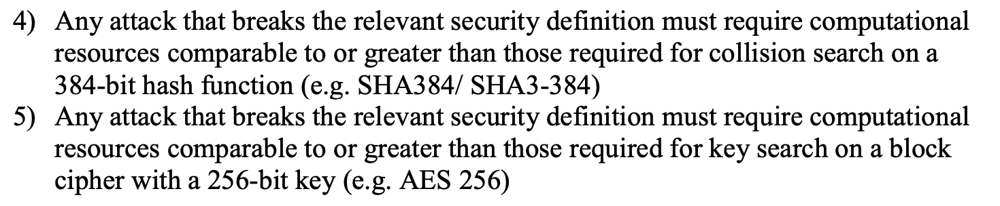 4) Any attack that breaks the relevant security definition must require computational
resources comparable to or greater than those required for collision search on a
384-bit hash function (e.g. SHA384/ SHA3-384)
5) Any attack that breaks the relevant security definition must require computational
resources comparable to or greater than those required for key search on a block
cipher with a 256-bit key (e.g. AES 256)